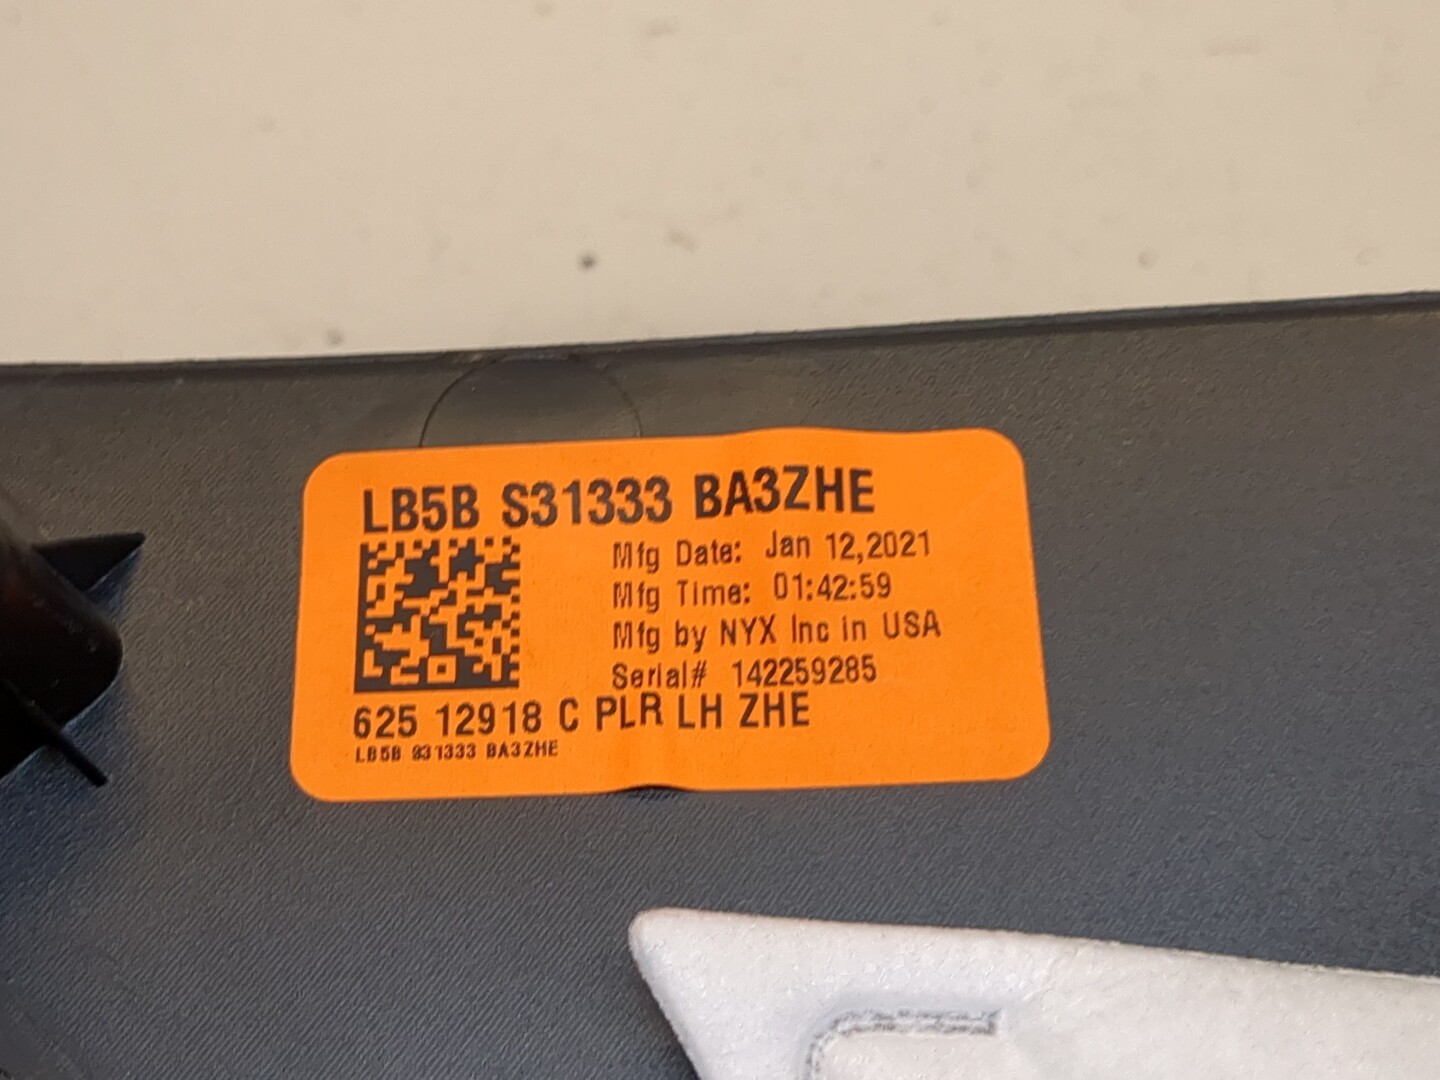 LB5B S31333 BA3ZHE
Mfg Date: Jan 12,2021
Mfg Time: 01:42:59
Mfg by NYX Inc in USA
Serial# 142259285
625 12918 C PLR LH ZHE
LB5B S31333 BA3ZHE